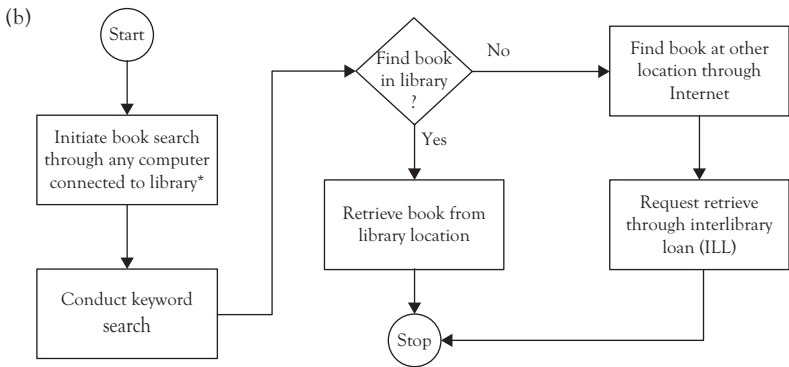 (b)
Start
Initiate book search
through any computer
connected to library*
Conduct keyword
search
Find book
in library
?
No
Yes
Retrieve book from
library location
Find book at other
location through
Internet
Request retrieve
through interlibrary
loan (ILL)
Stop